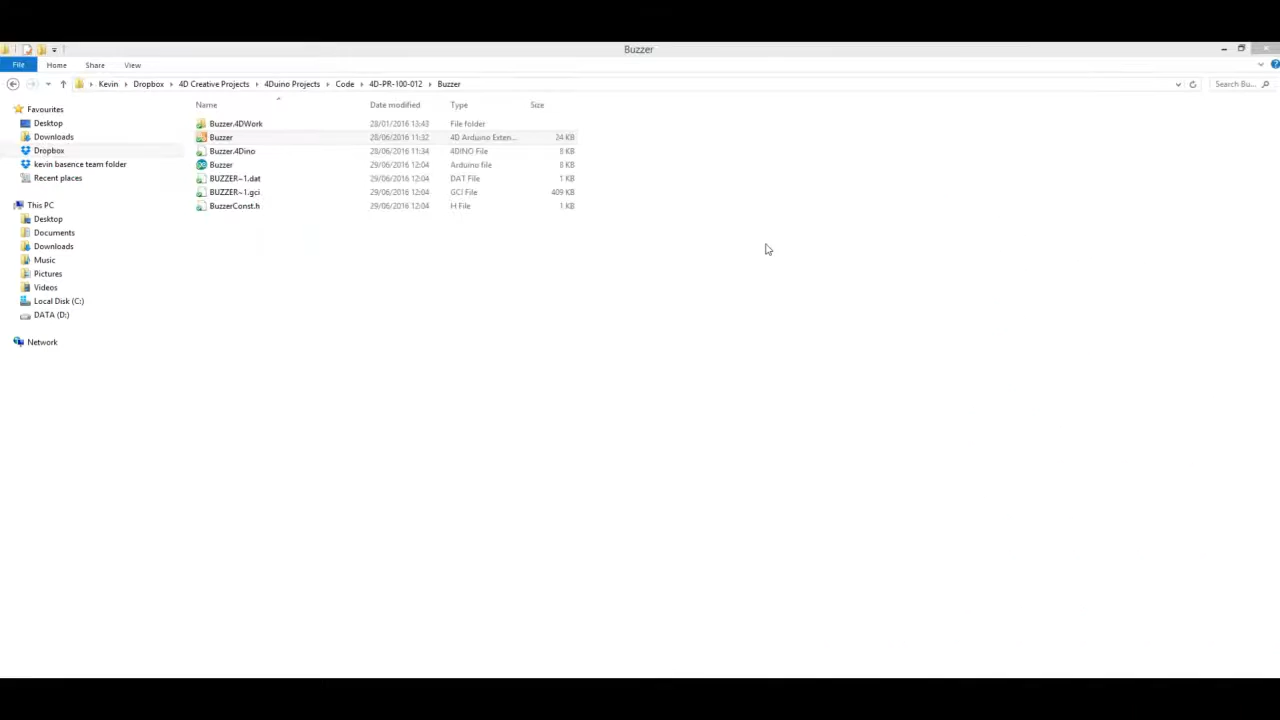 Buzzer
File Home Share View
Kevin Dropbox 4D Creative Projects 4Duino Projects Code 4D-PR-100-012 Buzzer Search Bu...
Name Date modified Type Size
Favourites
Desktop
Downloads
Dropbox
kevin basence team folder
Recent places
This PC
Desktop
Documents
Downloads
Music
Pictures
Videos
Local Disk (C:)
DATA (D:)
Network
Buzzer.4DWork 28/01/2016 13:43 File folder
Buzzer 28/06/2016 11:32 4D Arduino Exten... 24 KB
Buzzer.4Dino 28/06/2016 11:34 4DINO File 8 KB
Buzzer 29/06/2016 12:04 Arduino file 8 KB
BUZZER~1.dat 29/06/2016 12:04 DAT File 1 KB
BUZZER~1.gci 29/06/2016 12:04 GCI File 409 KB
BuzzerConst.h 29/06/2016 12:04 H File 1 KB